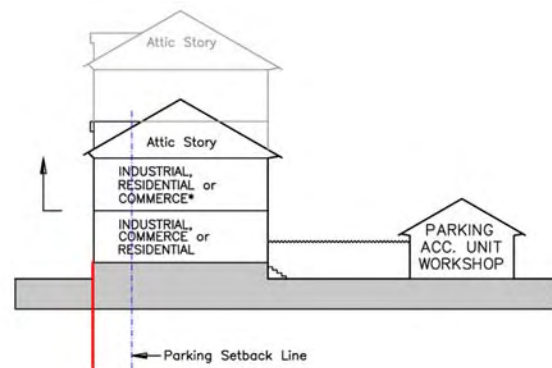 Attic Story
Attic Story
INDUSTRIAL,
RESIDENTIAL or
COMMERCE*
INDUSTRIAL,
COMMERCE or
RESIDENTIAL
PARKING
ACC. UNIT
WORKSHOP
Parking Setback Line